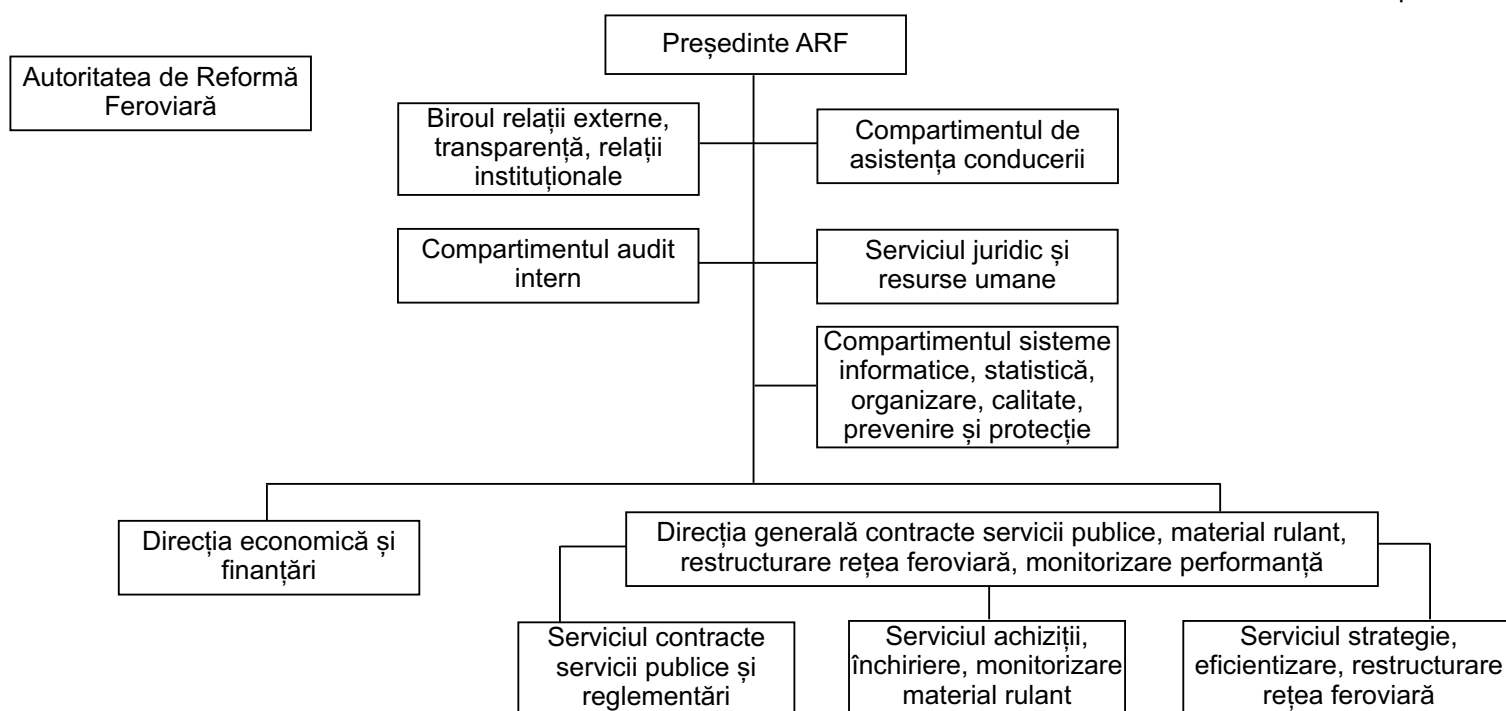 Președinte ARF
Autoritatea de Reformă
Feroviară
Biroul relații externe,
transparență, relații
instituționale
Compartimentul de
asistența conducerii
Compartimentul audit
intern
Serviciul juridic și
resurse umane
Compartimentul sisteme
informatice, statistică,
organizare, calitate,
prevenire și protecție
Direcția economică și
finanțări
Direcția generală contracte servicii publice, material rulant,
restructurare rețea feroviară, monitorizare performanță
Serviciul contracte
servicii publice și
reglementări
Serviciul achiziții,
închiriere, monitorizare
material rulant
Serviciul strategie,
eficientizare, restructurare
rețea feroviară